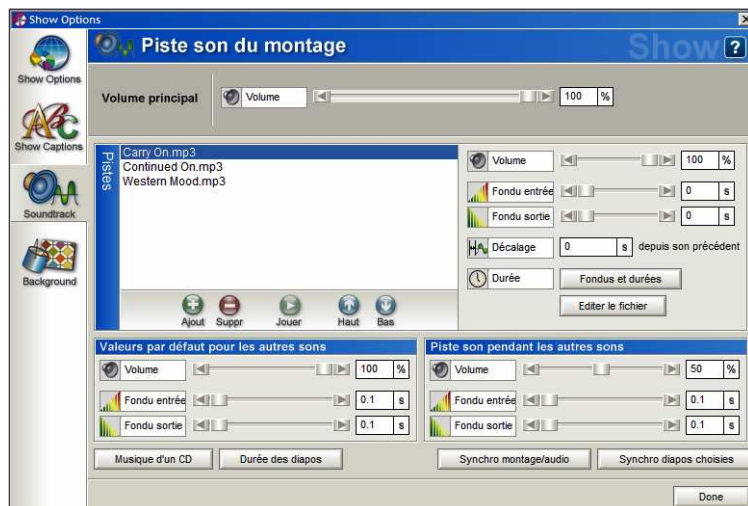 Show Options
Piste son du montage
Show
?
Show Options
Show Captions
Soundtrack
Background
Volume principal
Volume
100 %
Pistes
Carry On.mp3
Continued On.mp3
Western Mood.mp3
Ajout Suppr Jouer Haut Bas
Volume 100 %
Fondu entrée 0 s
Fondu sortie 0 s
Décalage 0 s depuis son précédent
Durée Fondus et durées
Editer le fichier
Valeurs par défaut pour les autres sons
Volume 100 %
Fondu entrée 0.1 s
Fondu sortie 0.1 s
Piste son pendant les autres sons
Volume 50 %
Fondu entrée 0.1 s
Fondu sortie 0.1 s
Musique d'un CD Durée des diapos Synchro montage/audio Synchro diapos choisies
Done